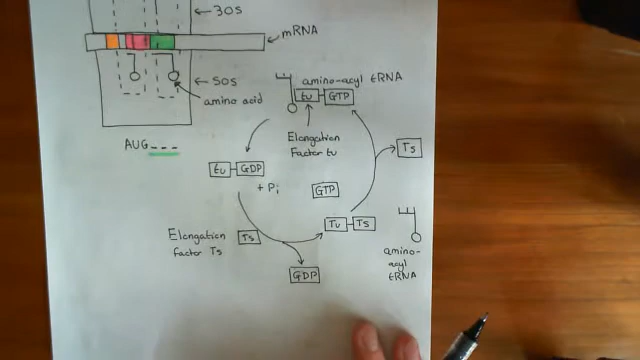 30S
mRNA
50S
amino acid
AUG _ _ _
amino-acyl tRNA
tu GTP
Elongation
Factor tu
tu GDP
+ Pi
GTP
Ts
Tu Ts
Elongation
factor Ts
Ts
GDP
amino-
acyl
tRNA